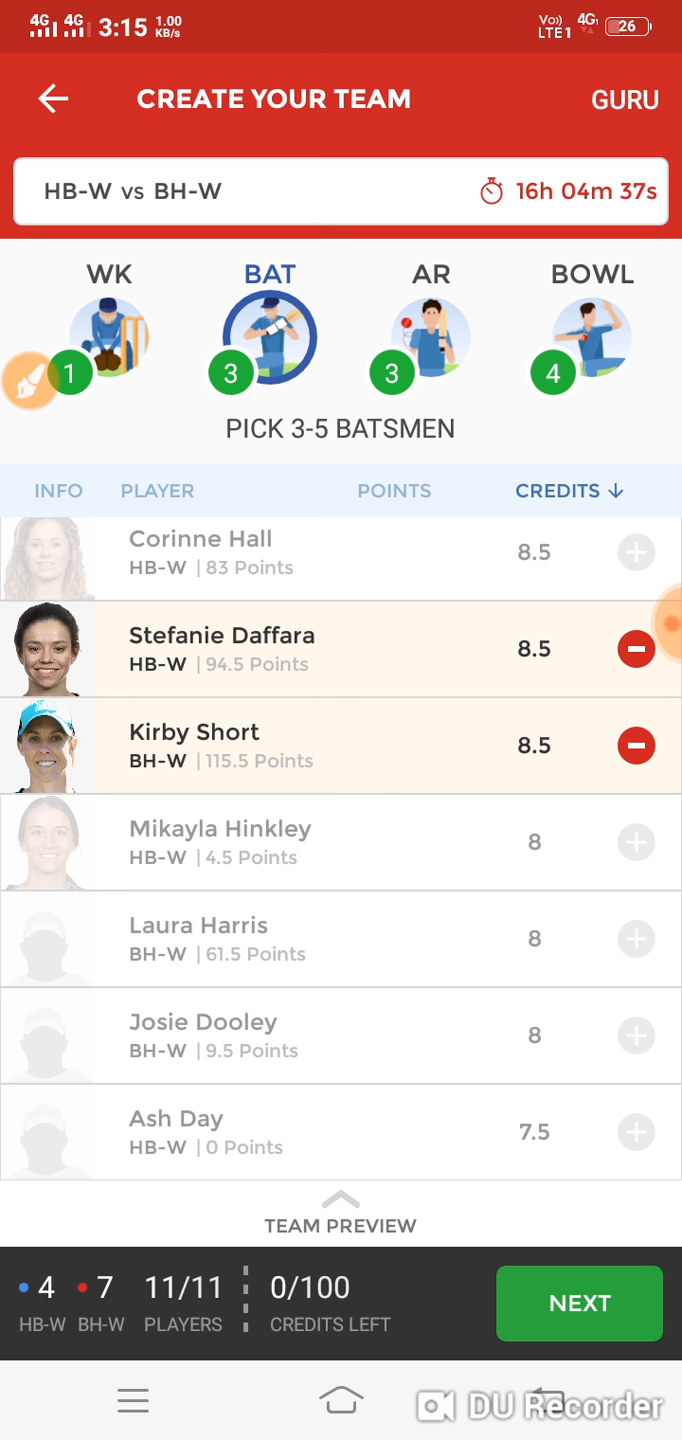 4G 4G 3:15 1.00 KB/s Vo)) LTE1 4G 26
CREATE YOUR TEAM GURU
HB-W vs BH-W 16h 04m 37s
WK BAT AR BOWL
1 3 3 4
PICK 3-5 BATSMEN
INFO PLAYER POINTS CREDITS ↓
Corinne Hall
HB-W | 83 Points 8.5
Stefanie Daffara
HB-W | 94.5 Points 8.5
Kirby Short
BH-W | 115.5 Points 8.5
Mikayla Hinkley
HB-W | 4.5 Points 8
Laura Harris
BH-W | 61.5 Points 8
Josie Dooley
BH-W | 9.5 Points 8
Ash Day
HB-W | 0 Points 7.5
TEAM PREVIEW
4 7 11/11 0/100 NEXT
HB-W BH-W PLAYERS CREDITS LEFT
DU Recorder